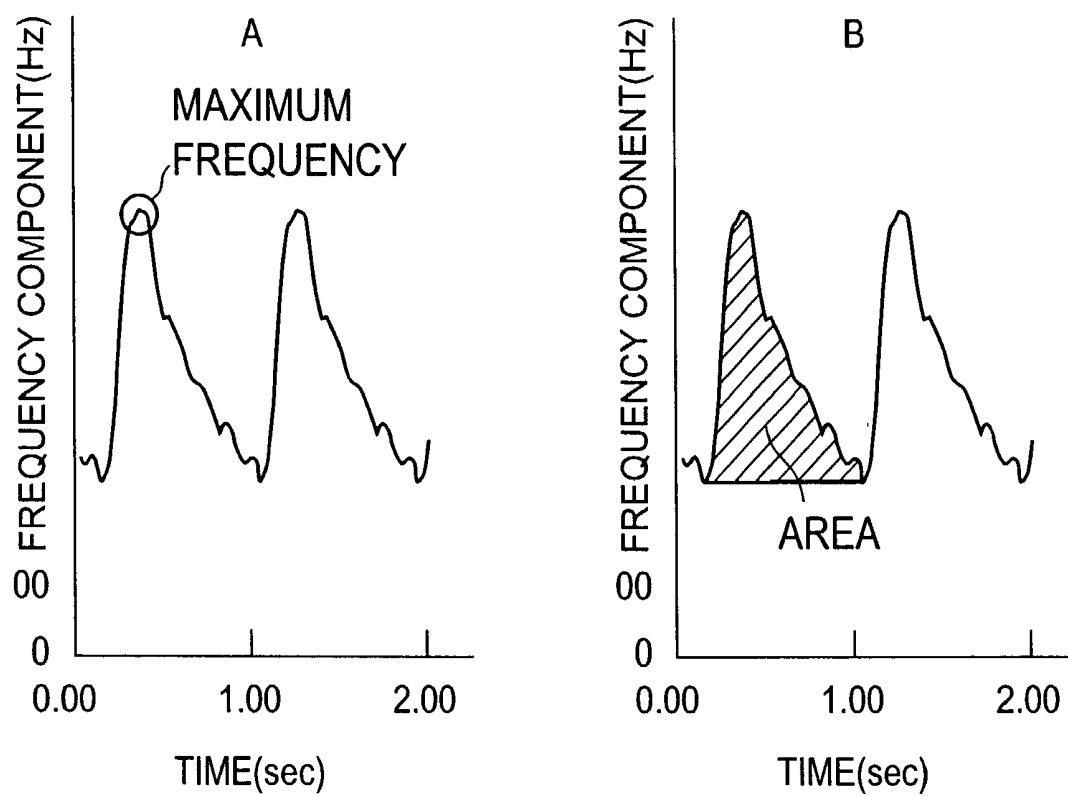 A
FREQUENCY COMPONENT(Hz)
MAXIMUM
FREQUENCY
00
0
0.00 1.00 2.00
TIME(sec)
B
FREQUENCY COMPONENT(Hz)
AREA
00
0
0.00 1.00 2.00
TIME(sec)